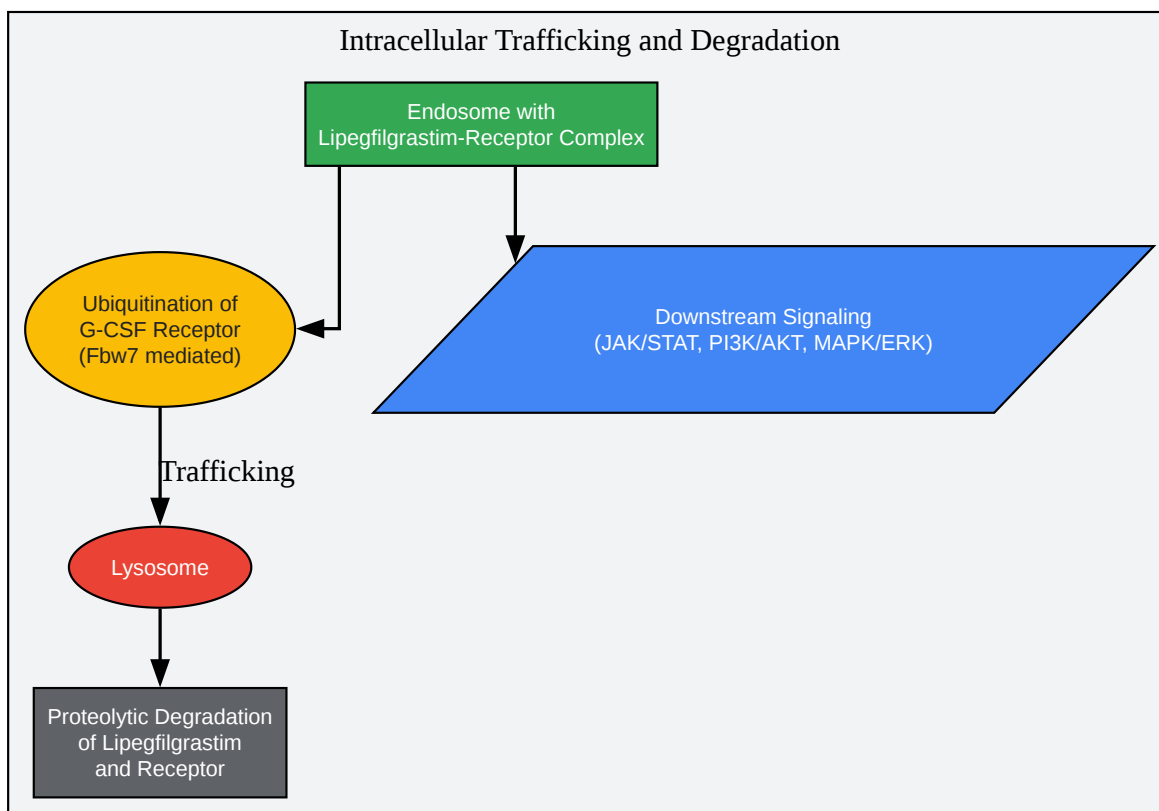 Intracellular Trafficking and Degradation
Endosome with
Lipegfilgrastim-Receptor Complex
Ubiquitination of
G-CSF Receptor
(Fbw7 mediated)
Downstream Signaling
(JAK/STAT, PI3K/AKT, MAPK/ERK)
Trafficking
Lysosome
Proteolytic Degradation
of Lipegfilgrastim
and Receptor